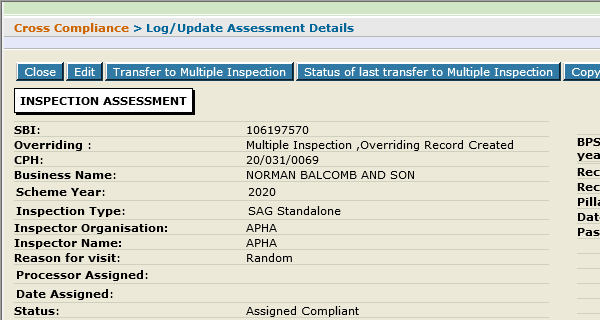 Cross Compliance > Log/Update Assessment Details
Close Edit Transfer to Multiple Inspection Status of last transfer to Multiple Inspection Copy
INSPECTION ASSESSMENT
SBI: 106197570
Overriding : Multiple Inspection ,Overriding Record Created BPS
CPH: 20/031/0069 yea
Business Name: NORMAN BALCOMB AND SON Rec
Scheme Year: 2020 Rec
Inspection Type: SAG Standalone Pilla
Inspector Organisation: APHA Date
Inspector Name: APHA Pas
Reason for visit: Random
Processor Assigned:
Date Assigned:
Status: Assigned Compliant